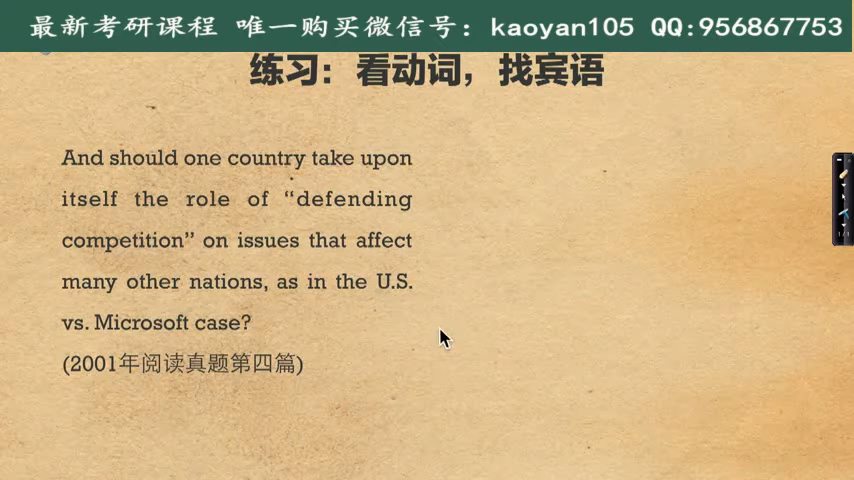 最新考研课程 唯一购买微信号：kaoyan105 QQ:956867753
练习：看动词，找宾语
And should one country take upon
itself the role of “defending
competition” on issues that affect
many other nations, as in the U.S.
vs. Microsoft case?
(2001年阅读真题第四篇)